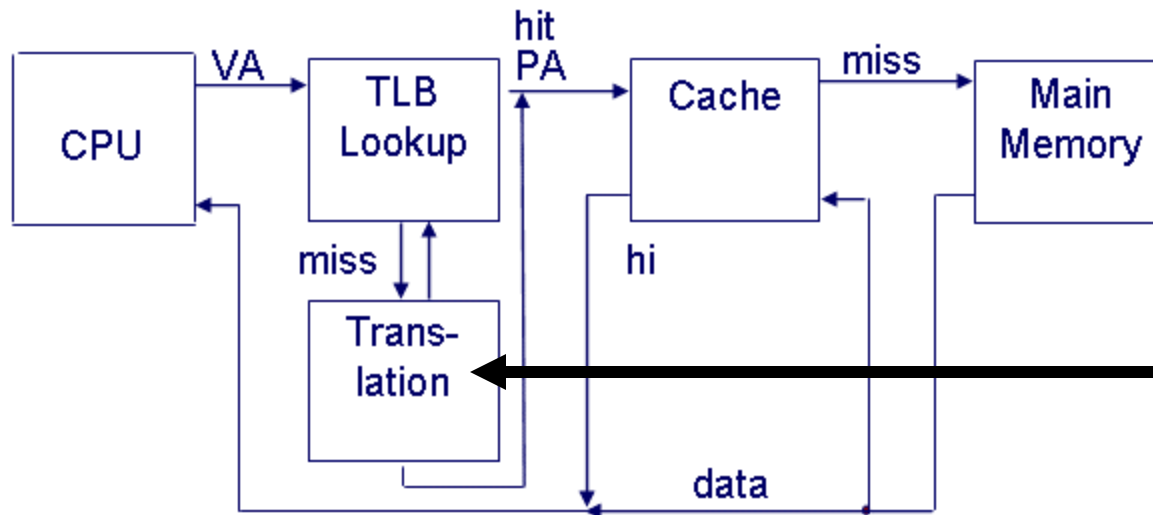 CPU
VA
TLB
Lookup
hit
PA
Cache
miss
Main
Memory
miss
hi
Trans-
lation
data